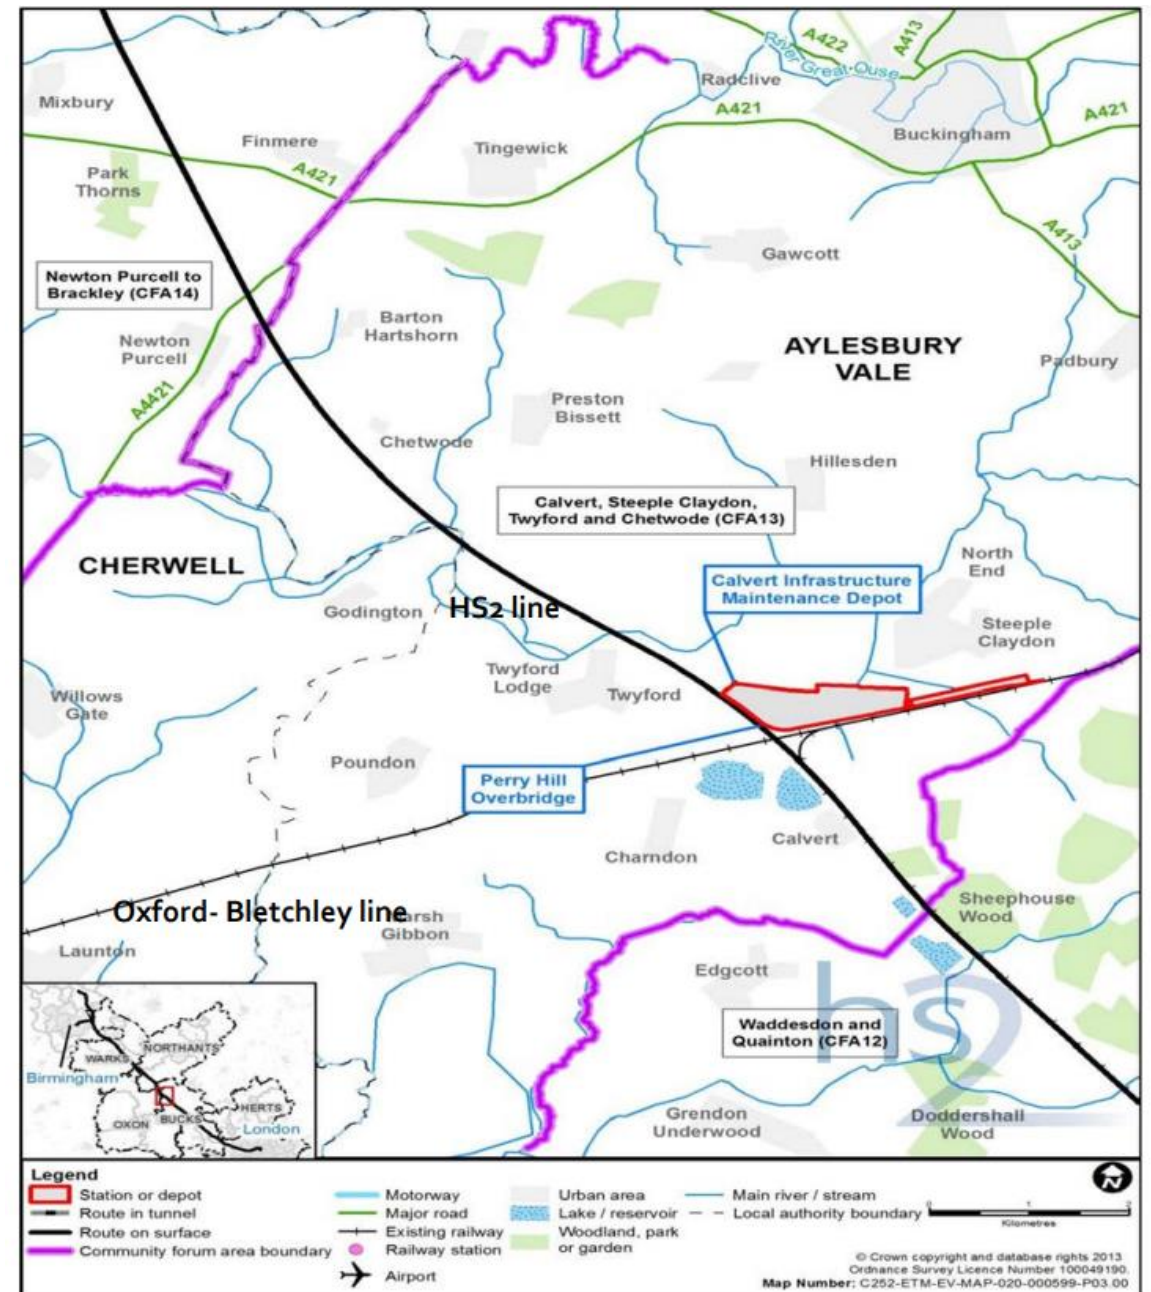 A422
A413
River Great Ouse
Radclive
Mixbury
A421
A421
Buckingham
Finmere
Tingewick
A421
Park
Thorns
A413
Gawcott
Newton Purcell to
Brackley (CFA14)
Barton
Hartshorn
Newton
Purcell
AYLESBURY
VALE
Padbury
A4421
Preston
Bissett
Chetwode
Hillesden
Calvert, Steeple Claydon,
Twyford and Chetwode (CFA13)
CHERWELL
North
End
Calvert Infrastructure
Maintenance Depot
Godington
HS2 line
Steeple
Claydon
Twyford
Lodge
Twyford
Willows
Gate
Poundon
Perry Hill
Overbridge
Calvert
Charndon
Sheephouse
Wood
Oxford- Bletchley line
arsh
Gibbon
Launton
Edgcott
hs2
Waddesdon and
Quainton (CFA12)
NORTHANTS
WARKS
Birmingham
HERTS
BUCKS
OXON
London
Grendon
Underwood
Doddershall
Wood
Legend
Station or depot
Route in tunnel
Route on surface
Community forum area boundary
Motorway
Major road
Existing railway
Railway station
Airport
Urban area
Lake / reservoir
Woodland, park
or garden
Main river / stream
Local authority boundary
N
0 1 2
Kilometres
© Crown copyright and database rights 2013.
Ordnance Survey Licence Number 100049190.
Map Number: C252-ETM-EV-MAP-020-000599-P03.00